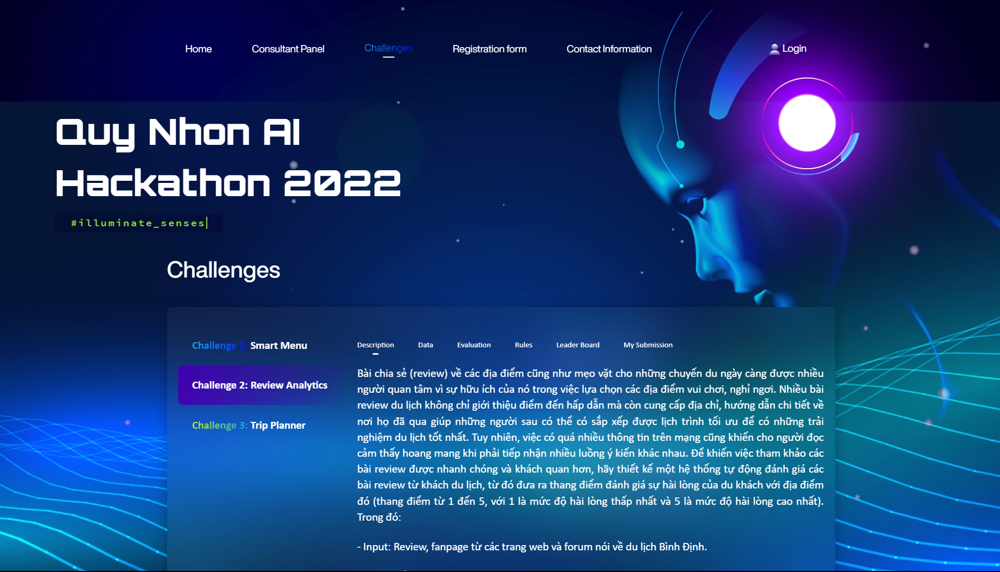 Home Consultant Panel Challenges Registration form Contact Information Login
Quy Nhon AI
Hackathon 2022
#illuminate_senses
Challenges
Challenge 1: Smart Menu
Challenge 2: Review Analytics
Challenge 3: Trip Planner
Description Data Evaluation Rules Leader Board My Submission
Bài chia sẻ (review) về các địa điểm cũng như mẹo vặt cho những chuyến du ngày càng được nhiều
người quan tâm vì sự hữu ích của nó trong việc lựa chọn các địa điểm vui chơi, nghỉ ngơi. Nhiều bài
review du lịch không chỉ giới thiệu điểm đến hấp dẫn mà còn cung cấp địa chỉ, hướng dẫn chi tiết về
nơi họ đã qua giúp những người sau có thể có sắp xếp được lịch trình tối ưu để có những trải
nghiệm du lịch tốt nhất. Tuy nhiên, việc có quá nhiều thông tin trên mạng cũng khiến cho người đọc
cảm thấy hoang mang khi phải tiếp nhận nhiều luồng ý kiến khác nhau. Để khiến việc tham khảo các
bài review được nhanh chóng và khách quan hơn, hãy thiết kế một hệ thống tự động đánh giá các
bài review từ khách du lịch, từ đó đưa ra thang điểm đánh giá sự hài lòng của du khách với địa điểm
đó (thang điểm từ 1 đến 5, với 1 là mức độ hài lòng thấp nhất và 5 là mức độ hài lòng cao nhất).
Trong đó:
- Input: Review, fanpage từ các trang web và forum nói về du lịch Bình Định.